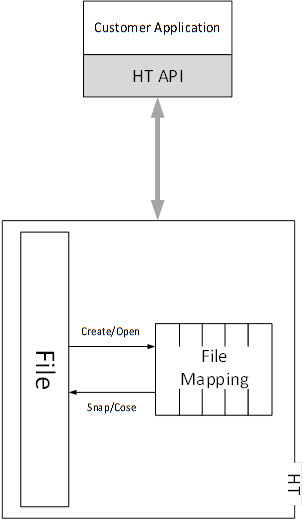 Customer Application
HT API
Create/Open
File
File
Mapping
Snap/Cose
HT